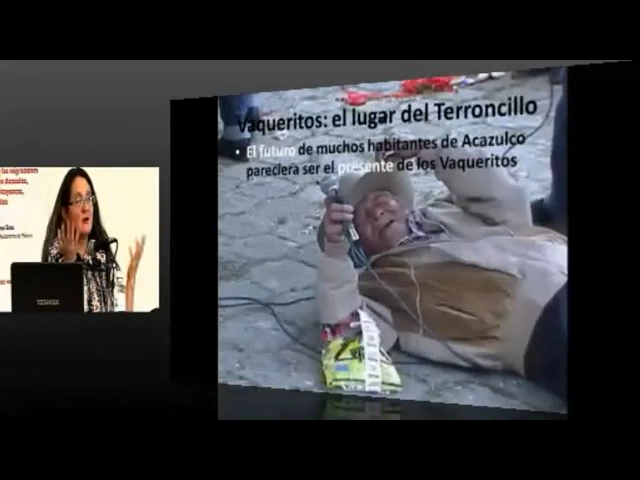 Vaqueritos: el lugar del Terroncillo
• El futuro de muchos habitantes de Acazulco
pareciera ser el presente de los Vaqueritos
TOSHIBA